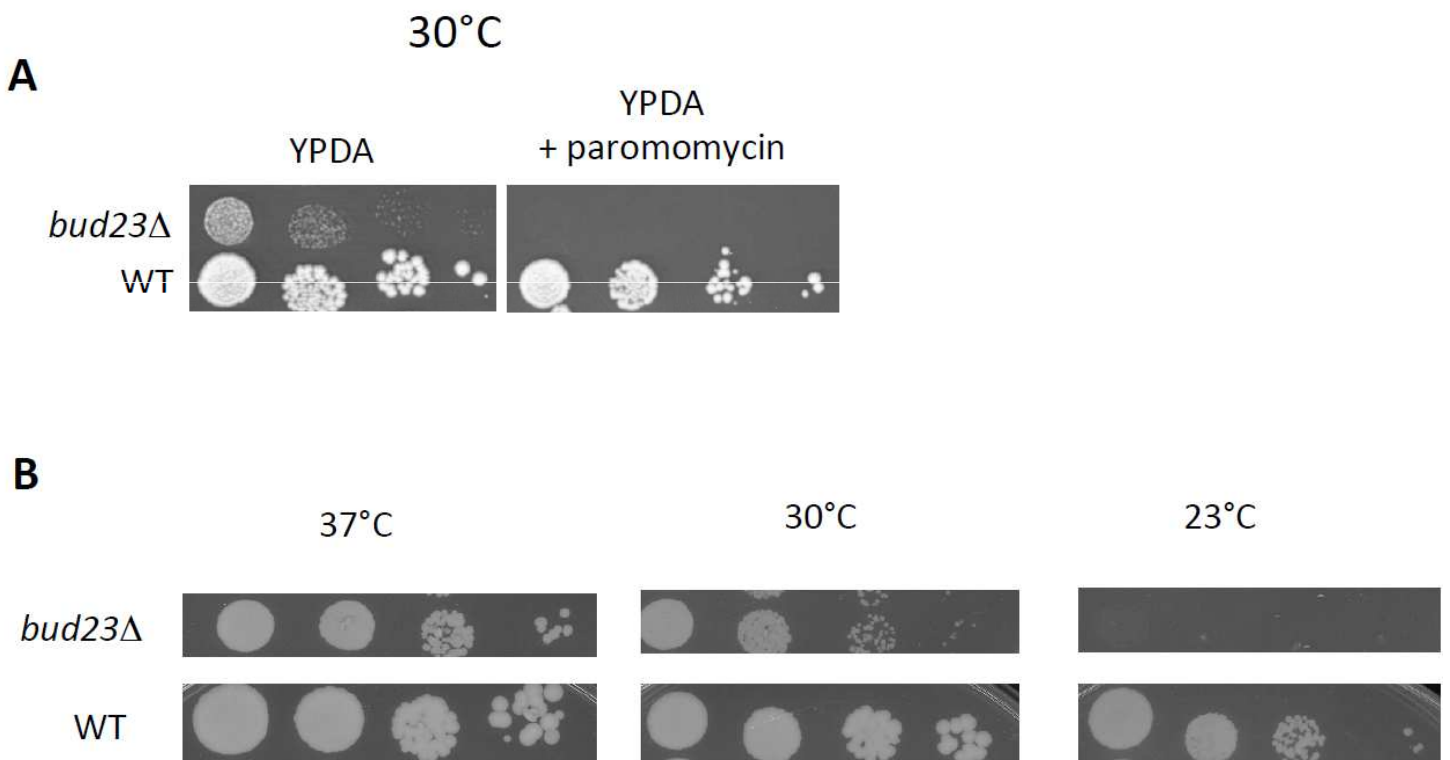 30°C
A
YPDA
YPDA
+ paromomycin
bud23Δ
WT
B
37°C
30°C
23°C
bud23Δ
WT